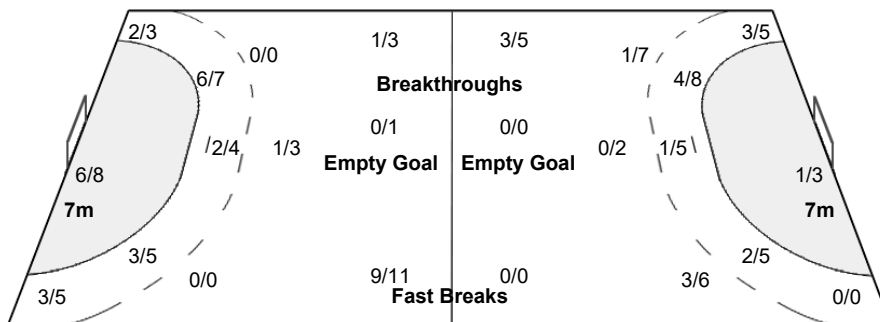 2/3 1/3 3/5 3/5
0/0 1/7
6/7 Breakthroughs 4/8
0/1 0/0
2/4 1/3 0/2 1/5
Empty Goal Empty Goal
6/8 1/3
7m 7m
3/5 2/5
0/0 9/11 0/0 3/6
3/5 Fast Breaks 0/0